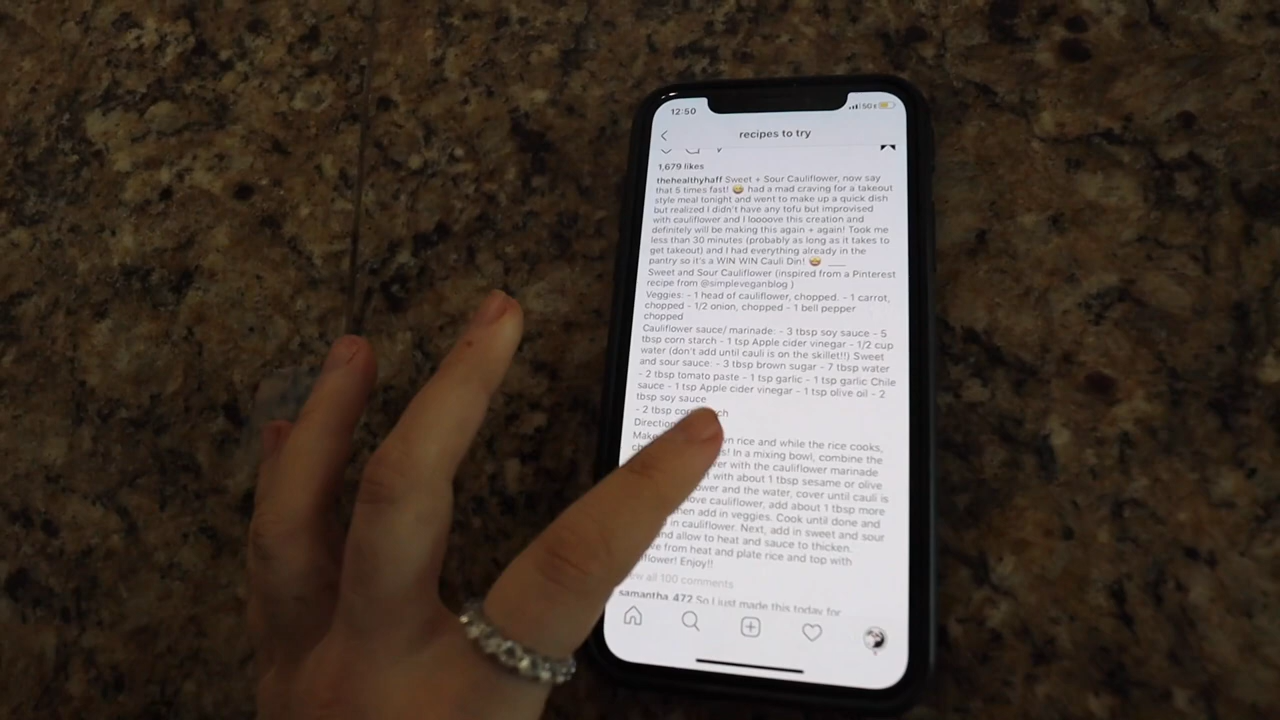 12:50
5G
recipes to try
1,679 likes
thehealthyhaff Sweet + Sour Cauliflower, now say
that 5 times fast! 😅 had a mad craving for a takeout
style meal tonight and went to make up a quick dish
but realized I didn't have any tofu but improvised
with cauliflower and I loooove this creation and
definitely will be making this again + again! Took me
less than 30 minutes (probably as long as it takes to
get takeout) and I had everything already in the
pantry so it's a WIN WIN Cauli Din! 🤩 ___
Sweet and Sour Cauliflower (inspired from a Pinterest
recipe from @simpleveganblog )
Veggies: - 1 head of cauliflower, chopped. - 1 carrot,
chopped - 1/2 onion, chopped - 1 bell pepper
chopped
Cauliflower sauce/ marinade: - 3 tbsp soy sauce - 5
tbsp corn starch - 1 tsp Apple cider vinegar - 1/2 cup
water (don't add until cauli is on the skillet!!) Sweet
and sour sauce: - 3 tbsp brown sugar - 7 tbsp water
- 2 tbsp tomato paste - 1 tsp garlic - 1 tsp garlic Chile
sauce - 1 tsp Apple cider vinegar - 1 tsp olive oil - 2
tbsp soy sauce
- 2 tbsp
Make rice and while the rice cooks,
In a mixing bowl, combine the
with the cauliflower marinade
with about 1 tbsp sesame or olive
and the water, cover until cauli is
cauliflower, add about 1 tbsp more
add in veggies. Cook until done and
in cauliflower. Next, add in sweet and sour
and allow to heat and sauce to thicken.
from heat and plate rice and top with
Enjoy!!
all 100 comments
samantha_472 So I just made this today for